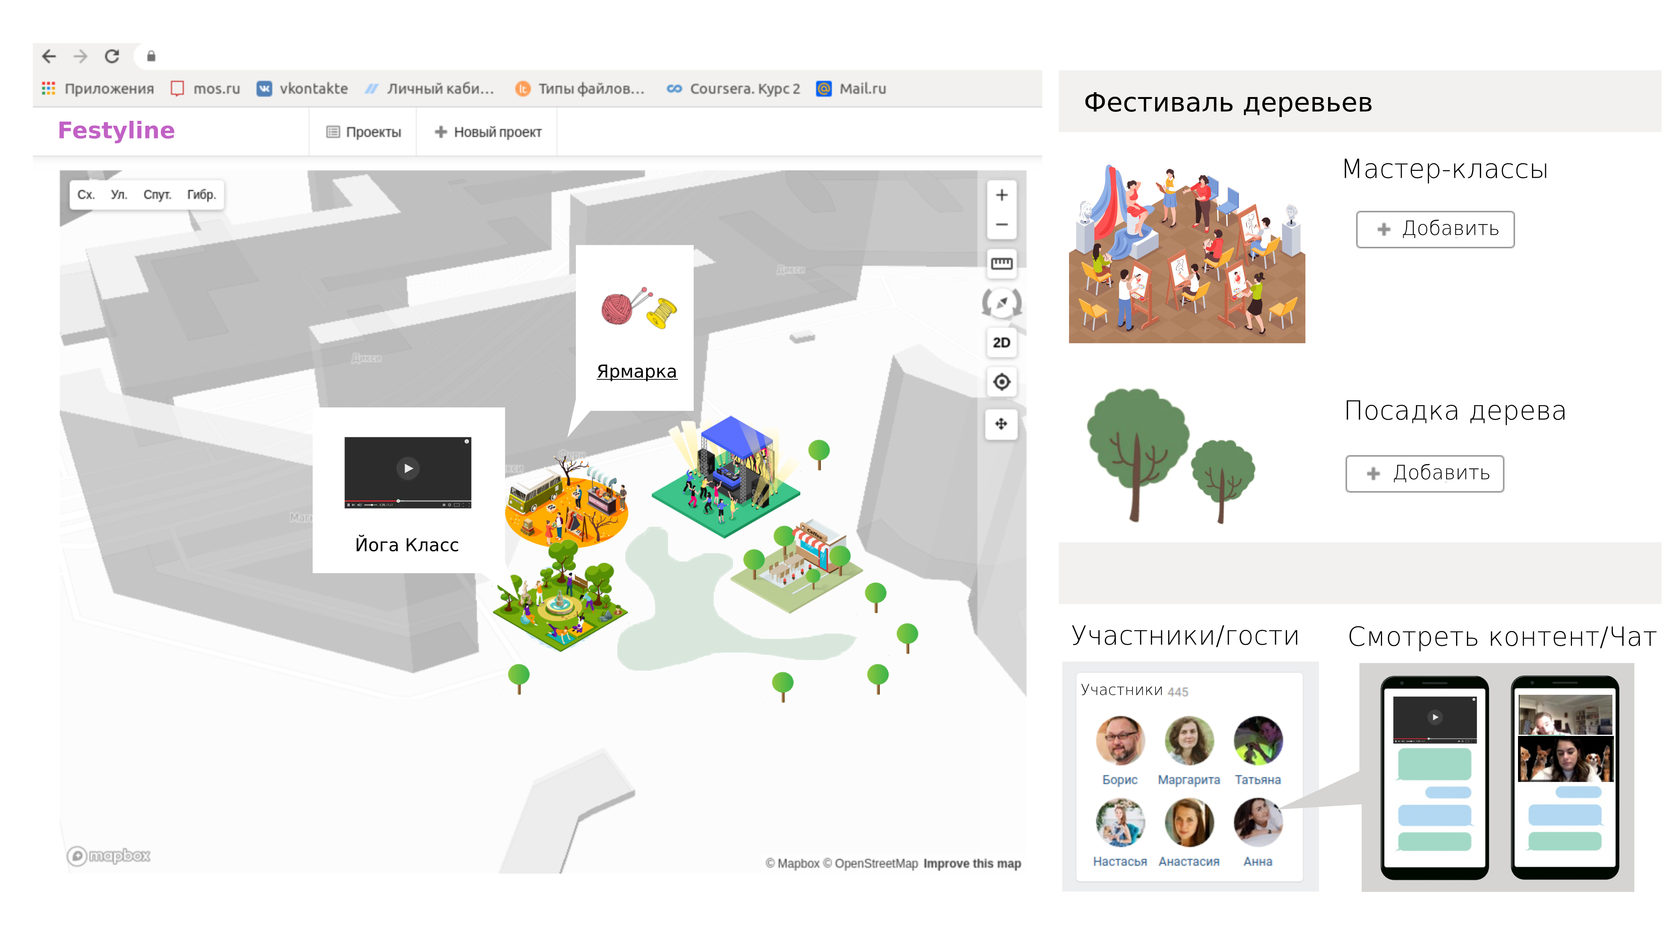 Приложения mos.ru vkontakte Личный каби... Типы файлов... Coursera. Курс 2 Mail.ru
Festyline
Проекты
Новый проект
Сх. Ул. Спут. Гибр.
2D
Дикси
Дикси
Ярмарка
Йога Класс
mapbox
© Mapbox © OpenStreetMap Improve this map
Фестиваль деревьев
Мастер-классы
+ Добавить
Посадка дерева
+ Добавить
Участники/гости
Участники 445
Борис Маргарита Татьяна
Настасья Анастасия Анна
Смотреть контент/Чат